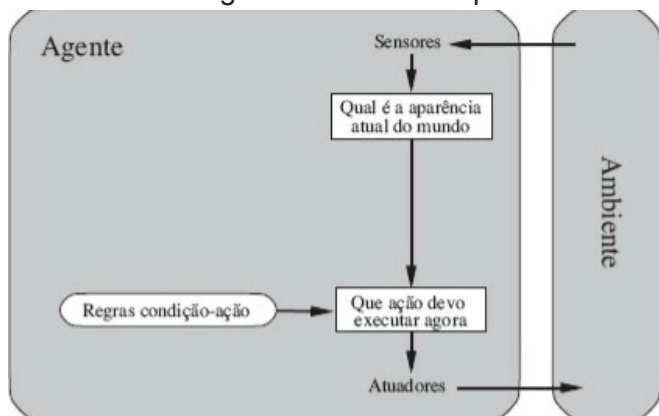 Agente
Sensores
Qual é a aparência
atual do mundo
Ambiente
Regras condição-ação
Que ação devo
executar agora
Atuadores